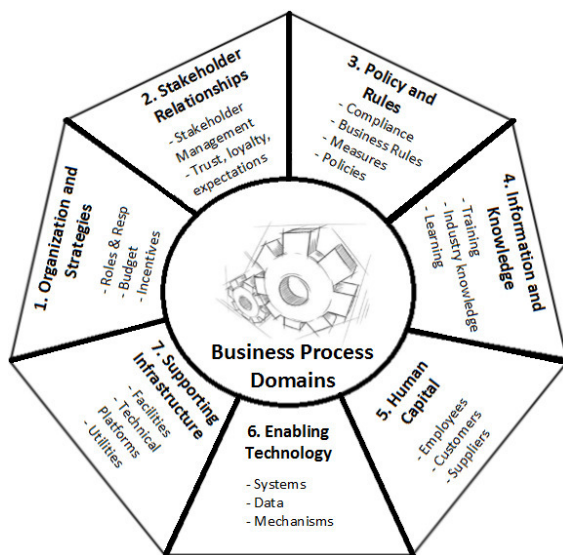 1. Organization and
Strategies
- Roles & Resp
- Budget
- Incentives
2. Stakeholder
Relationships
- Stakeholder
Management
- Trust, loyalty,
expectations
3. Policy and
Rules
- Compliance
- Business Rules
- Measures
- Policies
4. Information and
Knowledge
- Training
- Industry knowledge
- Learning
5. Human
Capital
- Employees
- Customers
- Suppliers
6. Enabling
Technology
- Systems
- Data
- Mechanisms
7. Supporting
Infrastructure
- Facilities
- Technical
Platforms
- Utilities
Business Process
Domains